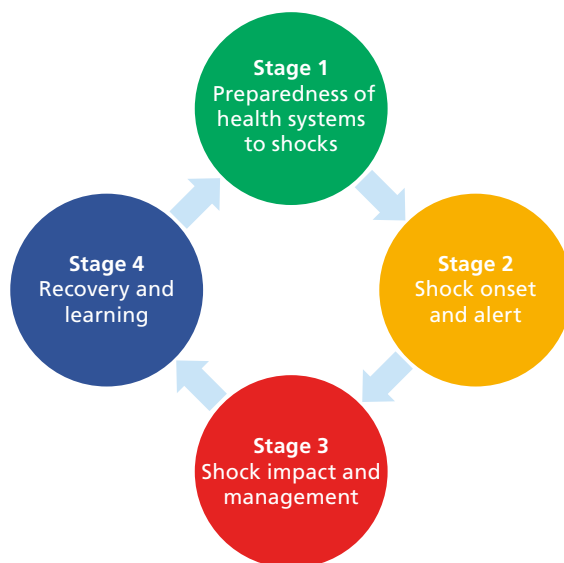 Stage 1
Preparedness of
health systems
to shocks
Stage 2
Shock onset
and alert
Stage 3
Shock impact and
management
Stage 4
Recovery and
learning